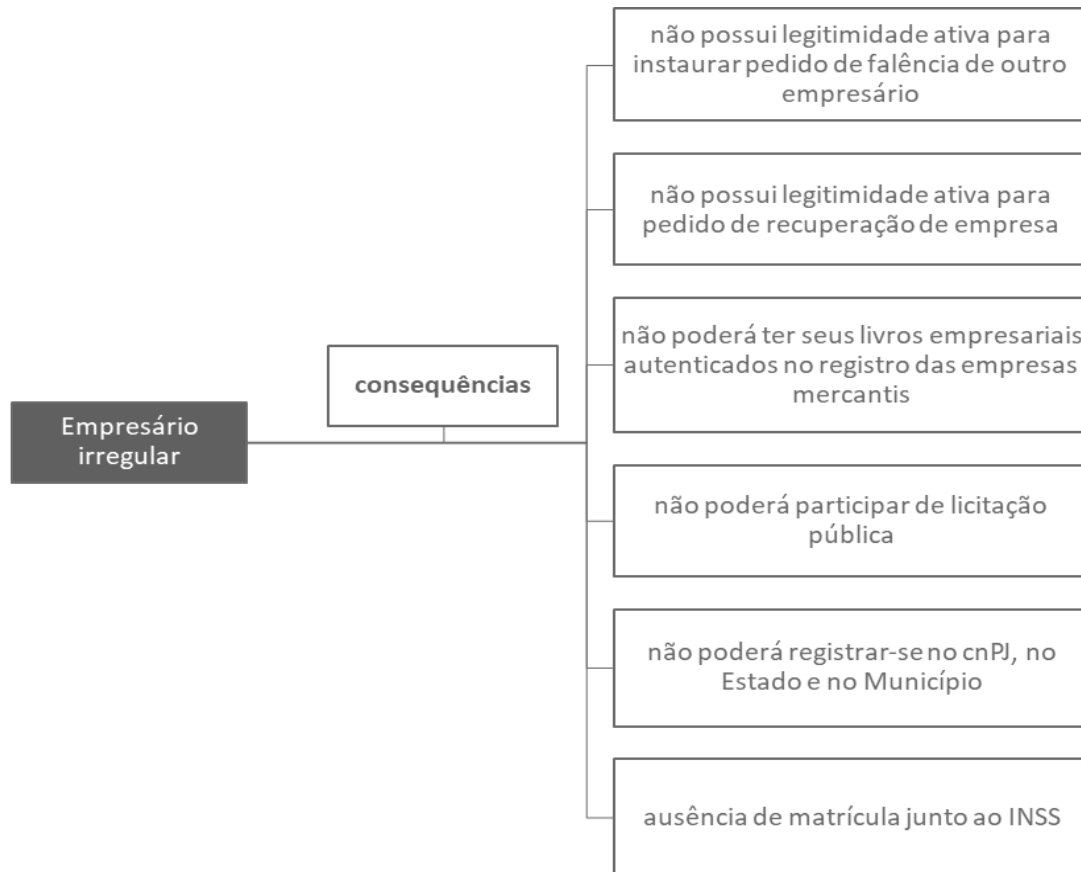 Empresário
irregular
consequências
não possui legitimidade ativa para
instaurar pedido de falência de outro
empresário
não possui legitimidade ativa para
pedido de recuperação de empresa
não poderá ter seus livros empresariais
autenticados no registro das empresas
mercantis
não poderá participar de licitação
pública
não poderá registrar-se no cnPJ, no
Estado e no Município
ausência de matrícula junto ao INSS